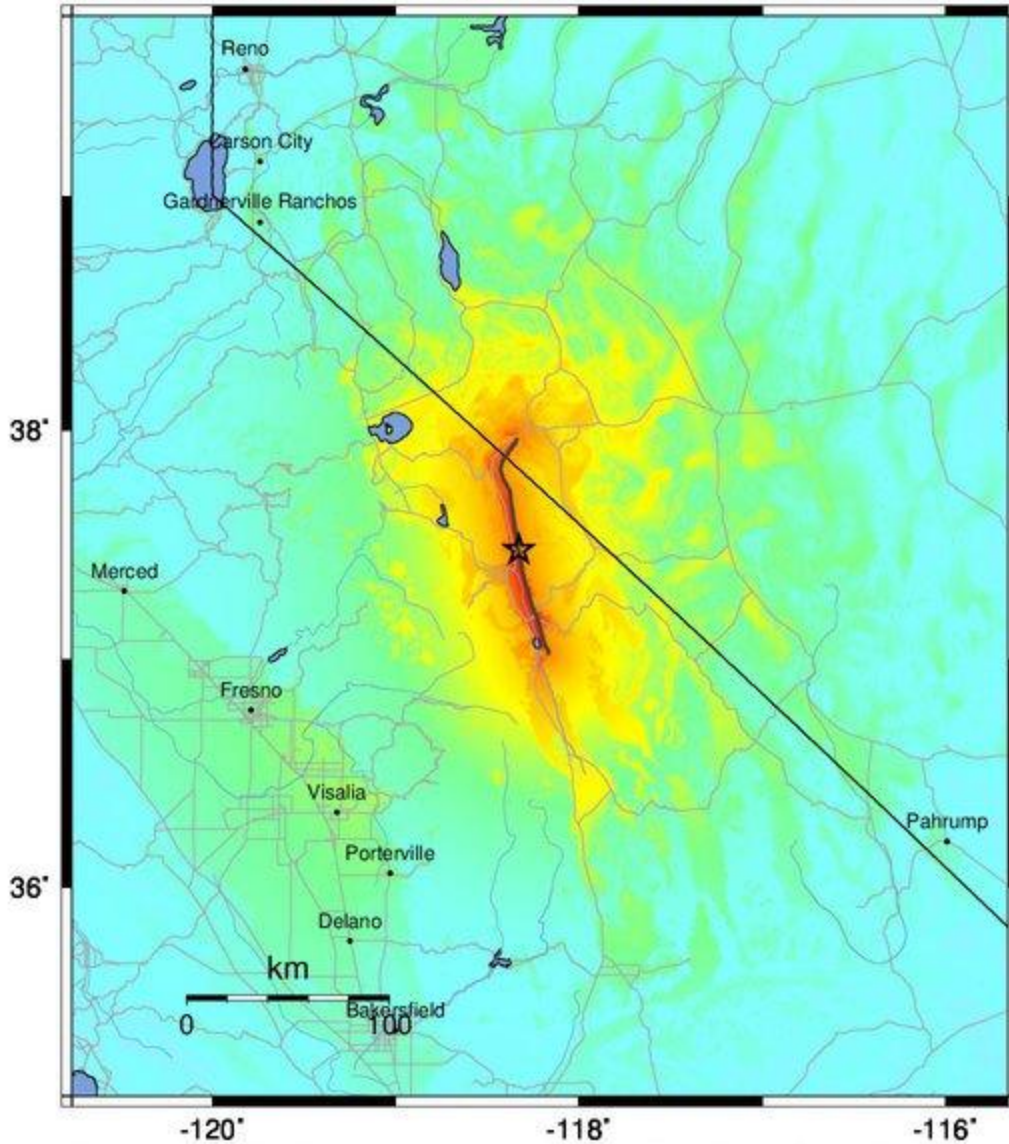 Reno
Carson City
Gardnerville Ranchos
38°
Merced
Fresno
Visalia
Pahrump
Porterville
36°
Delano
km
Bakersfield
0 100
-120° -118° -116°